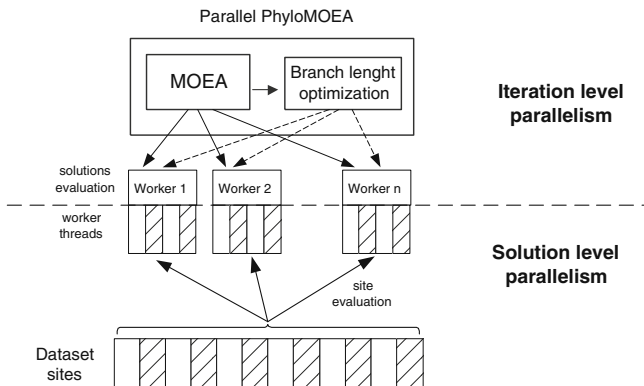 Parallel PhyloMOEA
MOEA
Branch lenght
optimization
Iteration level
parallelism
solutions
evaluation
Worker 1
Worker 2
Worker n
worker
threads
Solution level
parallelism
site
evaluation
Dataset
sites